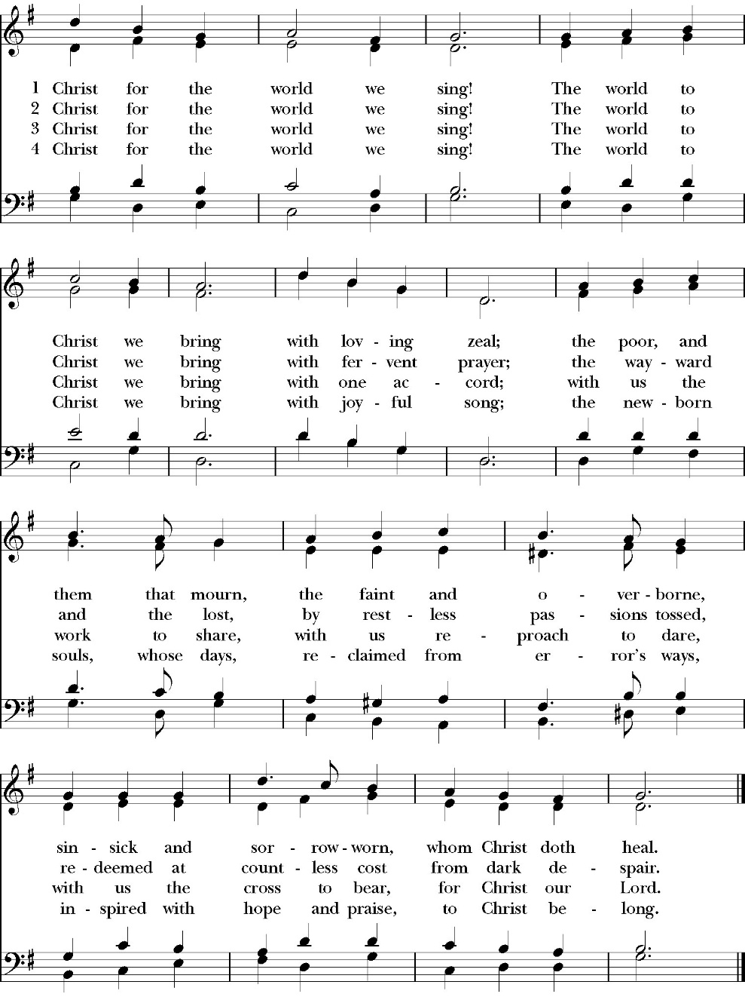 1 Christ for the world we sing! The world to
2 Christ for the world we sing! The world to
3 Christ for the world we sing! The world to
4 Christ for the world we sing! The world to
Christ we bring with lov - ing zeal; the poor, and
Christ we bring with fer - vent prayer; the way - ward
Christ we bring with one ac - cord; with us the
Christ we bring with joy - ful song; the new - born
them that mourn, the faint and o - ver - borne,
and the lost, by rest - less pas - sions tossed,
work to share, with us re - proach to dare,
souls, whose days, re - claimed from er - ror's ways,
sin - sick and sor - row - worn, whom Christ doth heal.
re - deemed at count - less cost from dark de - spair.
with us the cross to bear, for Christ our Lord.
in - spired with hope and praise, to Christ be - long.